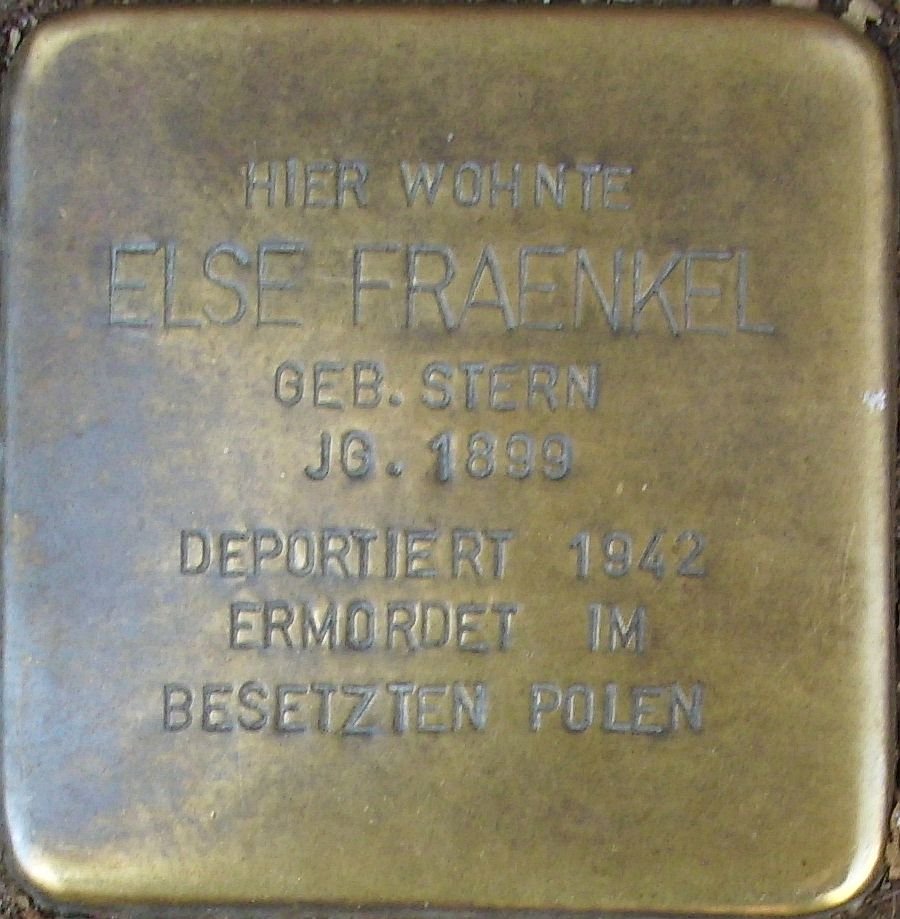 HIER WOHNTE
ELSE FRAENKEL
GEB. STERN
JG. 1899
DEPORTIERT 1942
ERMORDET IM
BESETZTEN POLEN